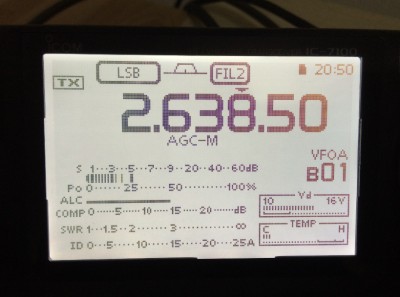 IC-7100
LSB FIL2 20:50
TX
2.638.50
AGC-M
VFOA
B01
S 1···3···5···7···9··20··40··60dB
Po 0·····25·····50·······100%
ALC
COMP 0···5····10····15····20····dB
SWR 1··1.5··2····3·······∞
ID 0···5····10····15····20···25A
Vd
10 16V
TEMP
C H